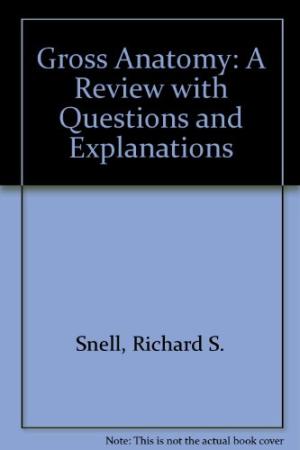 Gross Anatomy: A
Review with
Questions and
Explanations
Snell, Richard S.
Note: This is not the actual book cover